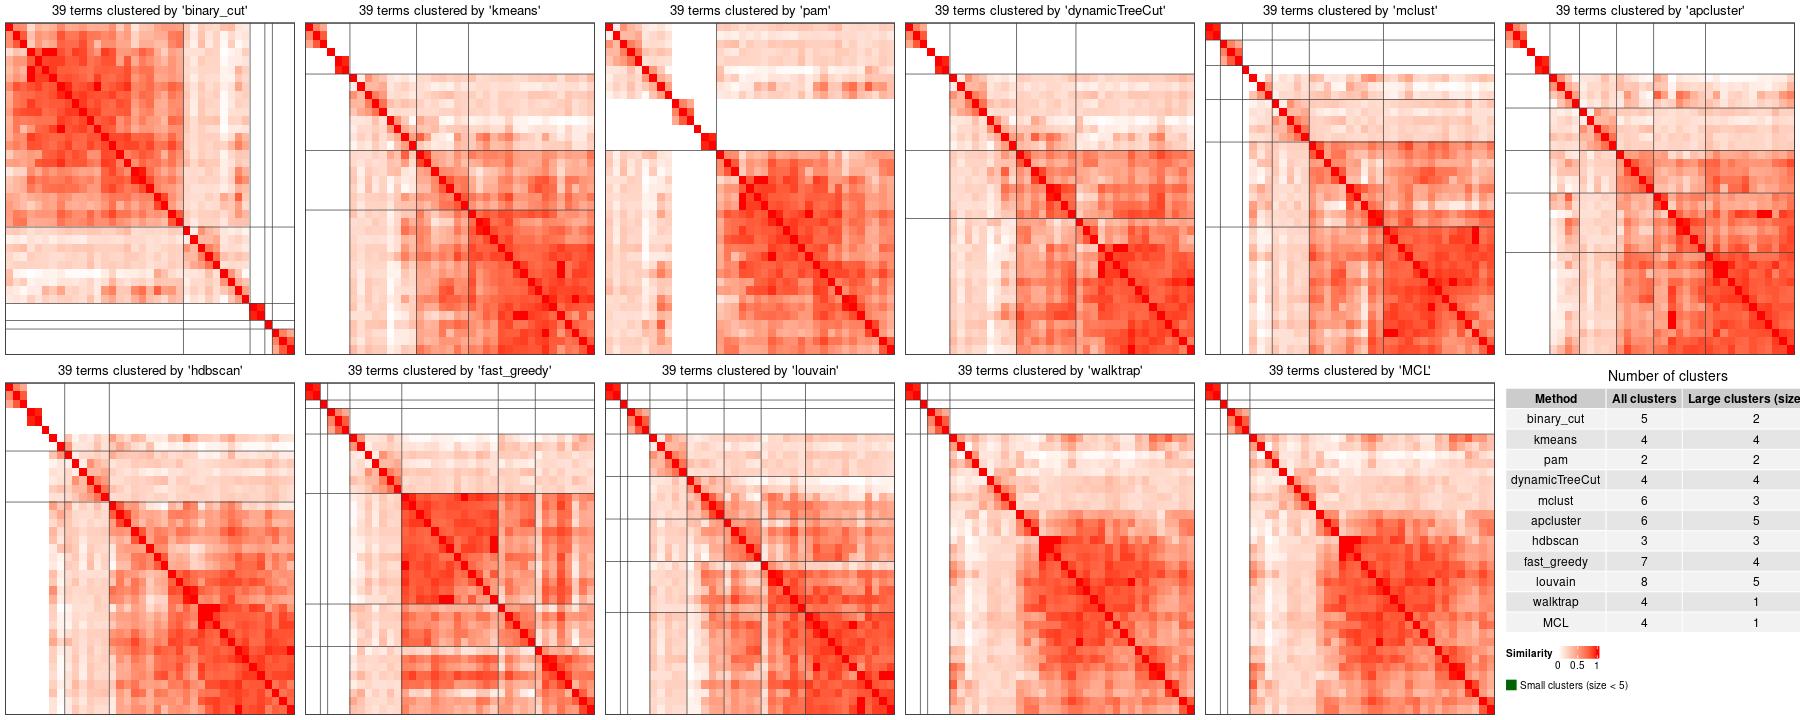 39 terms clustered by 'binary_cut'
39 terms clustered by 'kmeans'
39 terms clustered by 'pam'
39 terms clustered by 'dynamicTreeCut'
39 terms clustered by 'mclust'
39 terms clustered by 'apcluster'
39 terms clustered by 'hdbscan'
39 terms clustered by 'fast_greedy'
39 terms clustered by 'louvain'
39 terms clustered by 'walktrap'
39 terms clustered by 'MCL'
Number of clusters
Method All clusters Large clusters (size
binary_cut 5 2
kmeans 4 4
pam 2 2
dynamicTreeCut 4 4
mclust 6 3
apcluster 6 5
hdbscan 3 3
fast_greedy 7 4
louvain 8 5
walktrap 4 1
MCL 4 1
Similarity
0 0.5 1
Small clusters (size < 5)